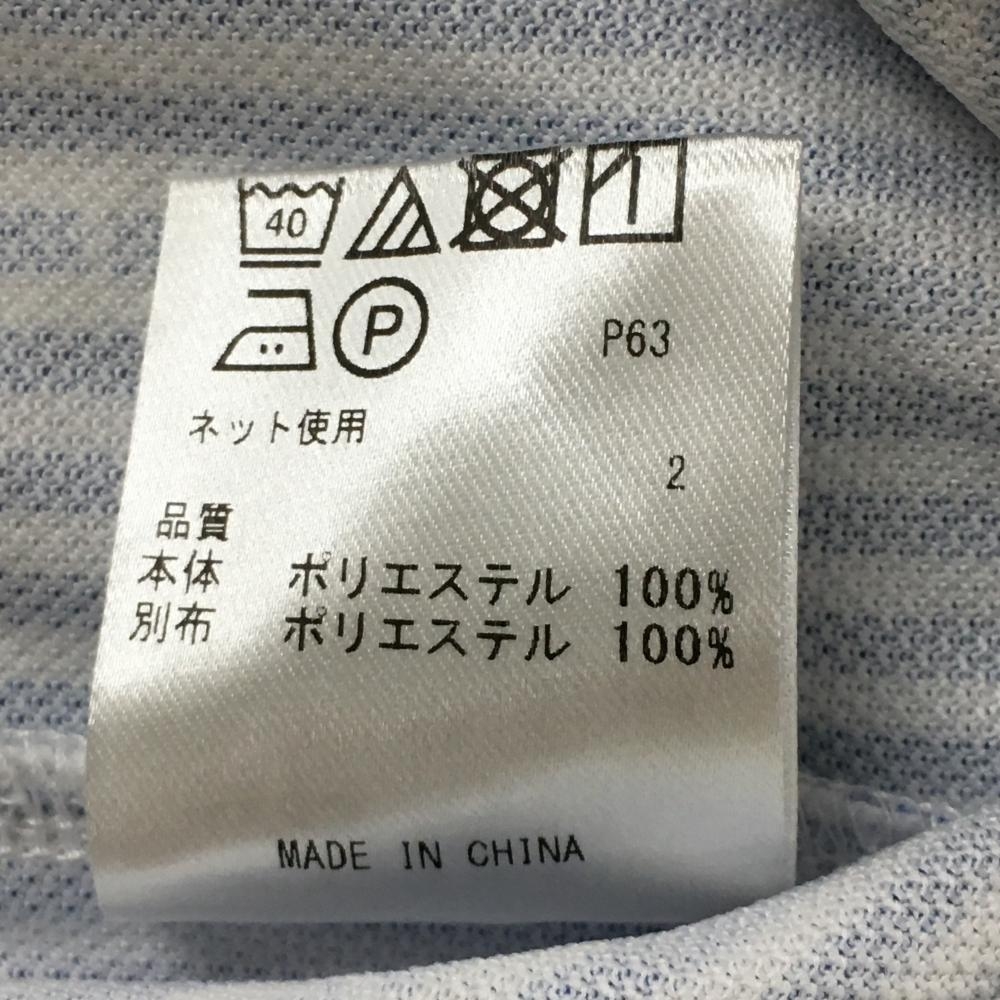 40
P
P63
ネット使用
2
品質
本体 ポリエステル 100%
別布 ポリエステル 100%
MADE IN CHINA